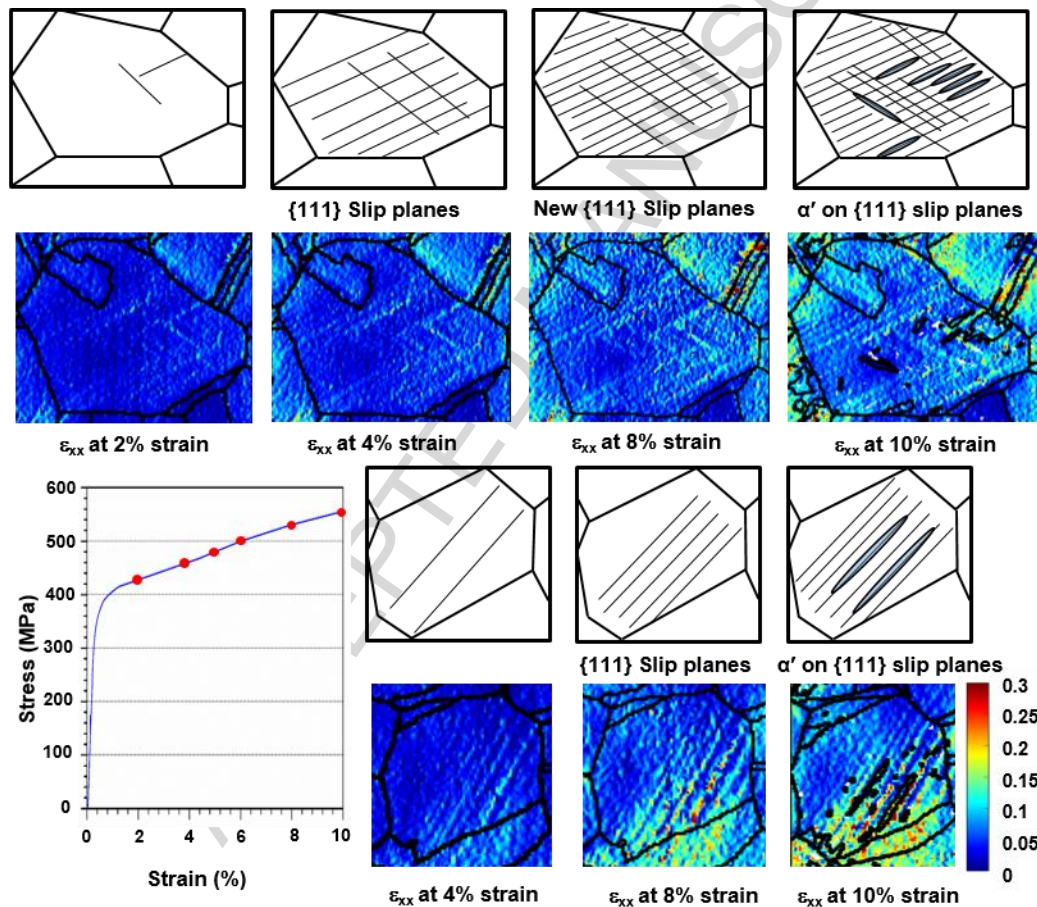 {111} Slip planes
New {111} Slip planes
α′ on {111} slip planes
εxx at 2% strain
εxx at 4% strain
εxx at 8% strain
εxx at 10% strain
600
500
400
300
200
100
0
Stress (MPa)
0
2
4
6
8
10
Strain (%)
{111} Slip planes
α′ on {111} slip planes
0.3
0.25
0.2
0.15
0.1
0.05
0
εxx at 4% strain
εxx at 8% strain
εxx at 10% strain